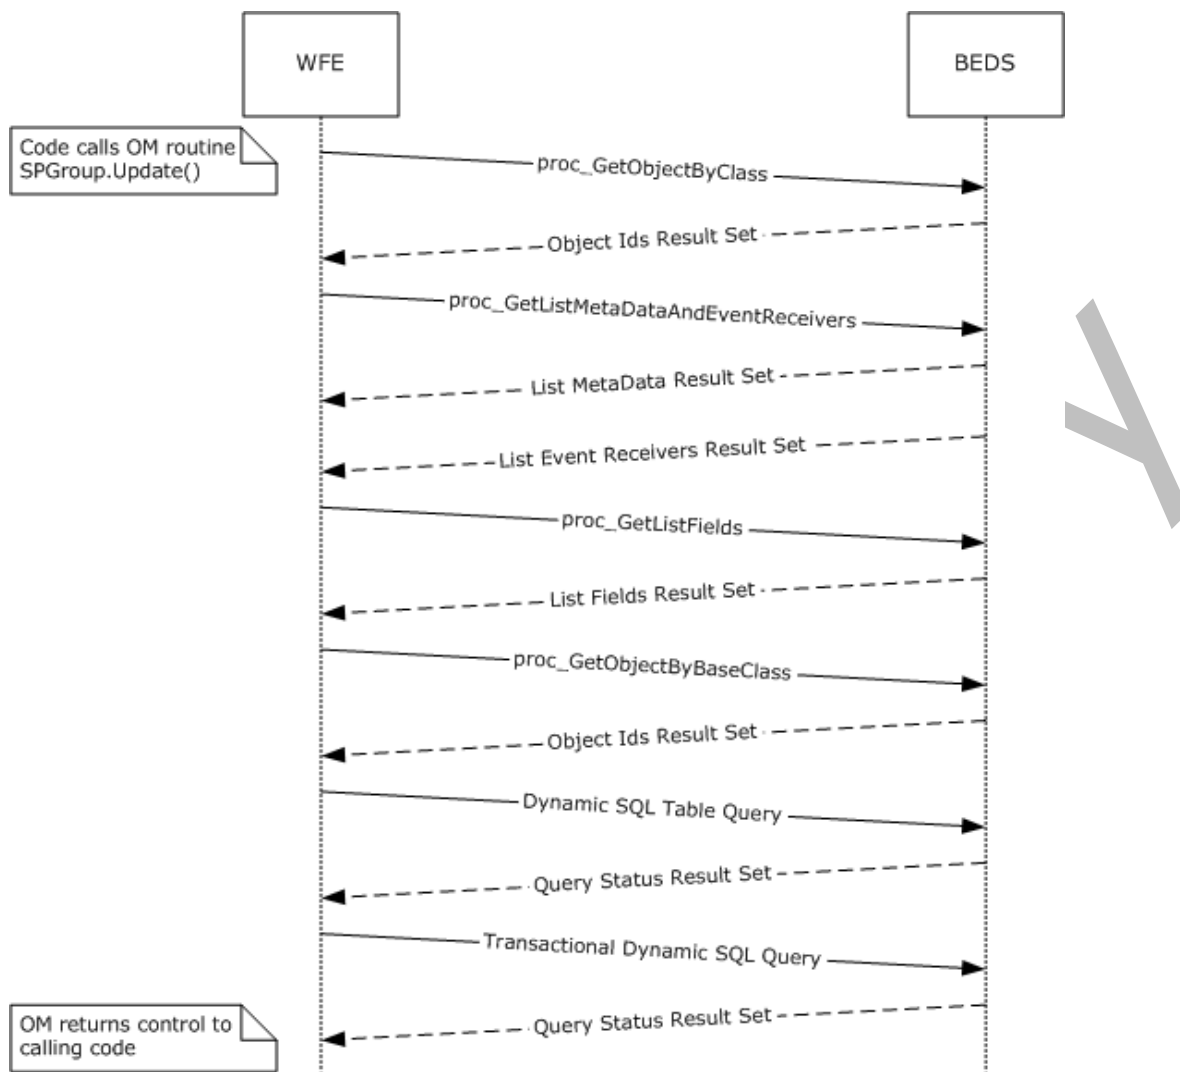 WFE
BEDS
Code calls OM routine
SPGroup.Update()
proc_GetObjectByClass
Object Ids Result Set
proc_GetListMetaDataAndEventReceivers
List MetaData Result Set
List Event Receivers Result Set
proc_GetListFields
List Fields Result Set
proc_GetObjectByBaseClass
Object Ids Result Set
Dynamic SQL Table Query
Query Status Result Set
Transactional Dynamic SQL Query
OM returns control to
calling code
Query Status Result Set